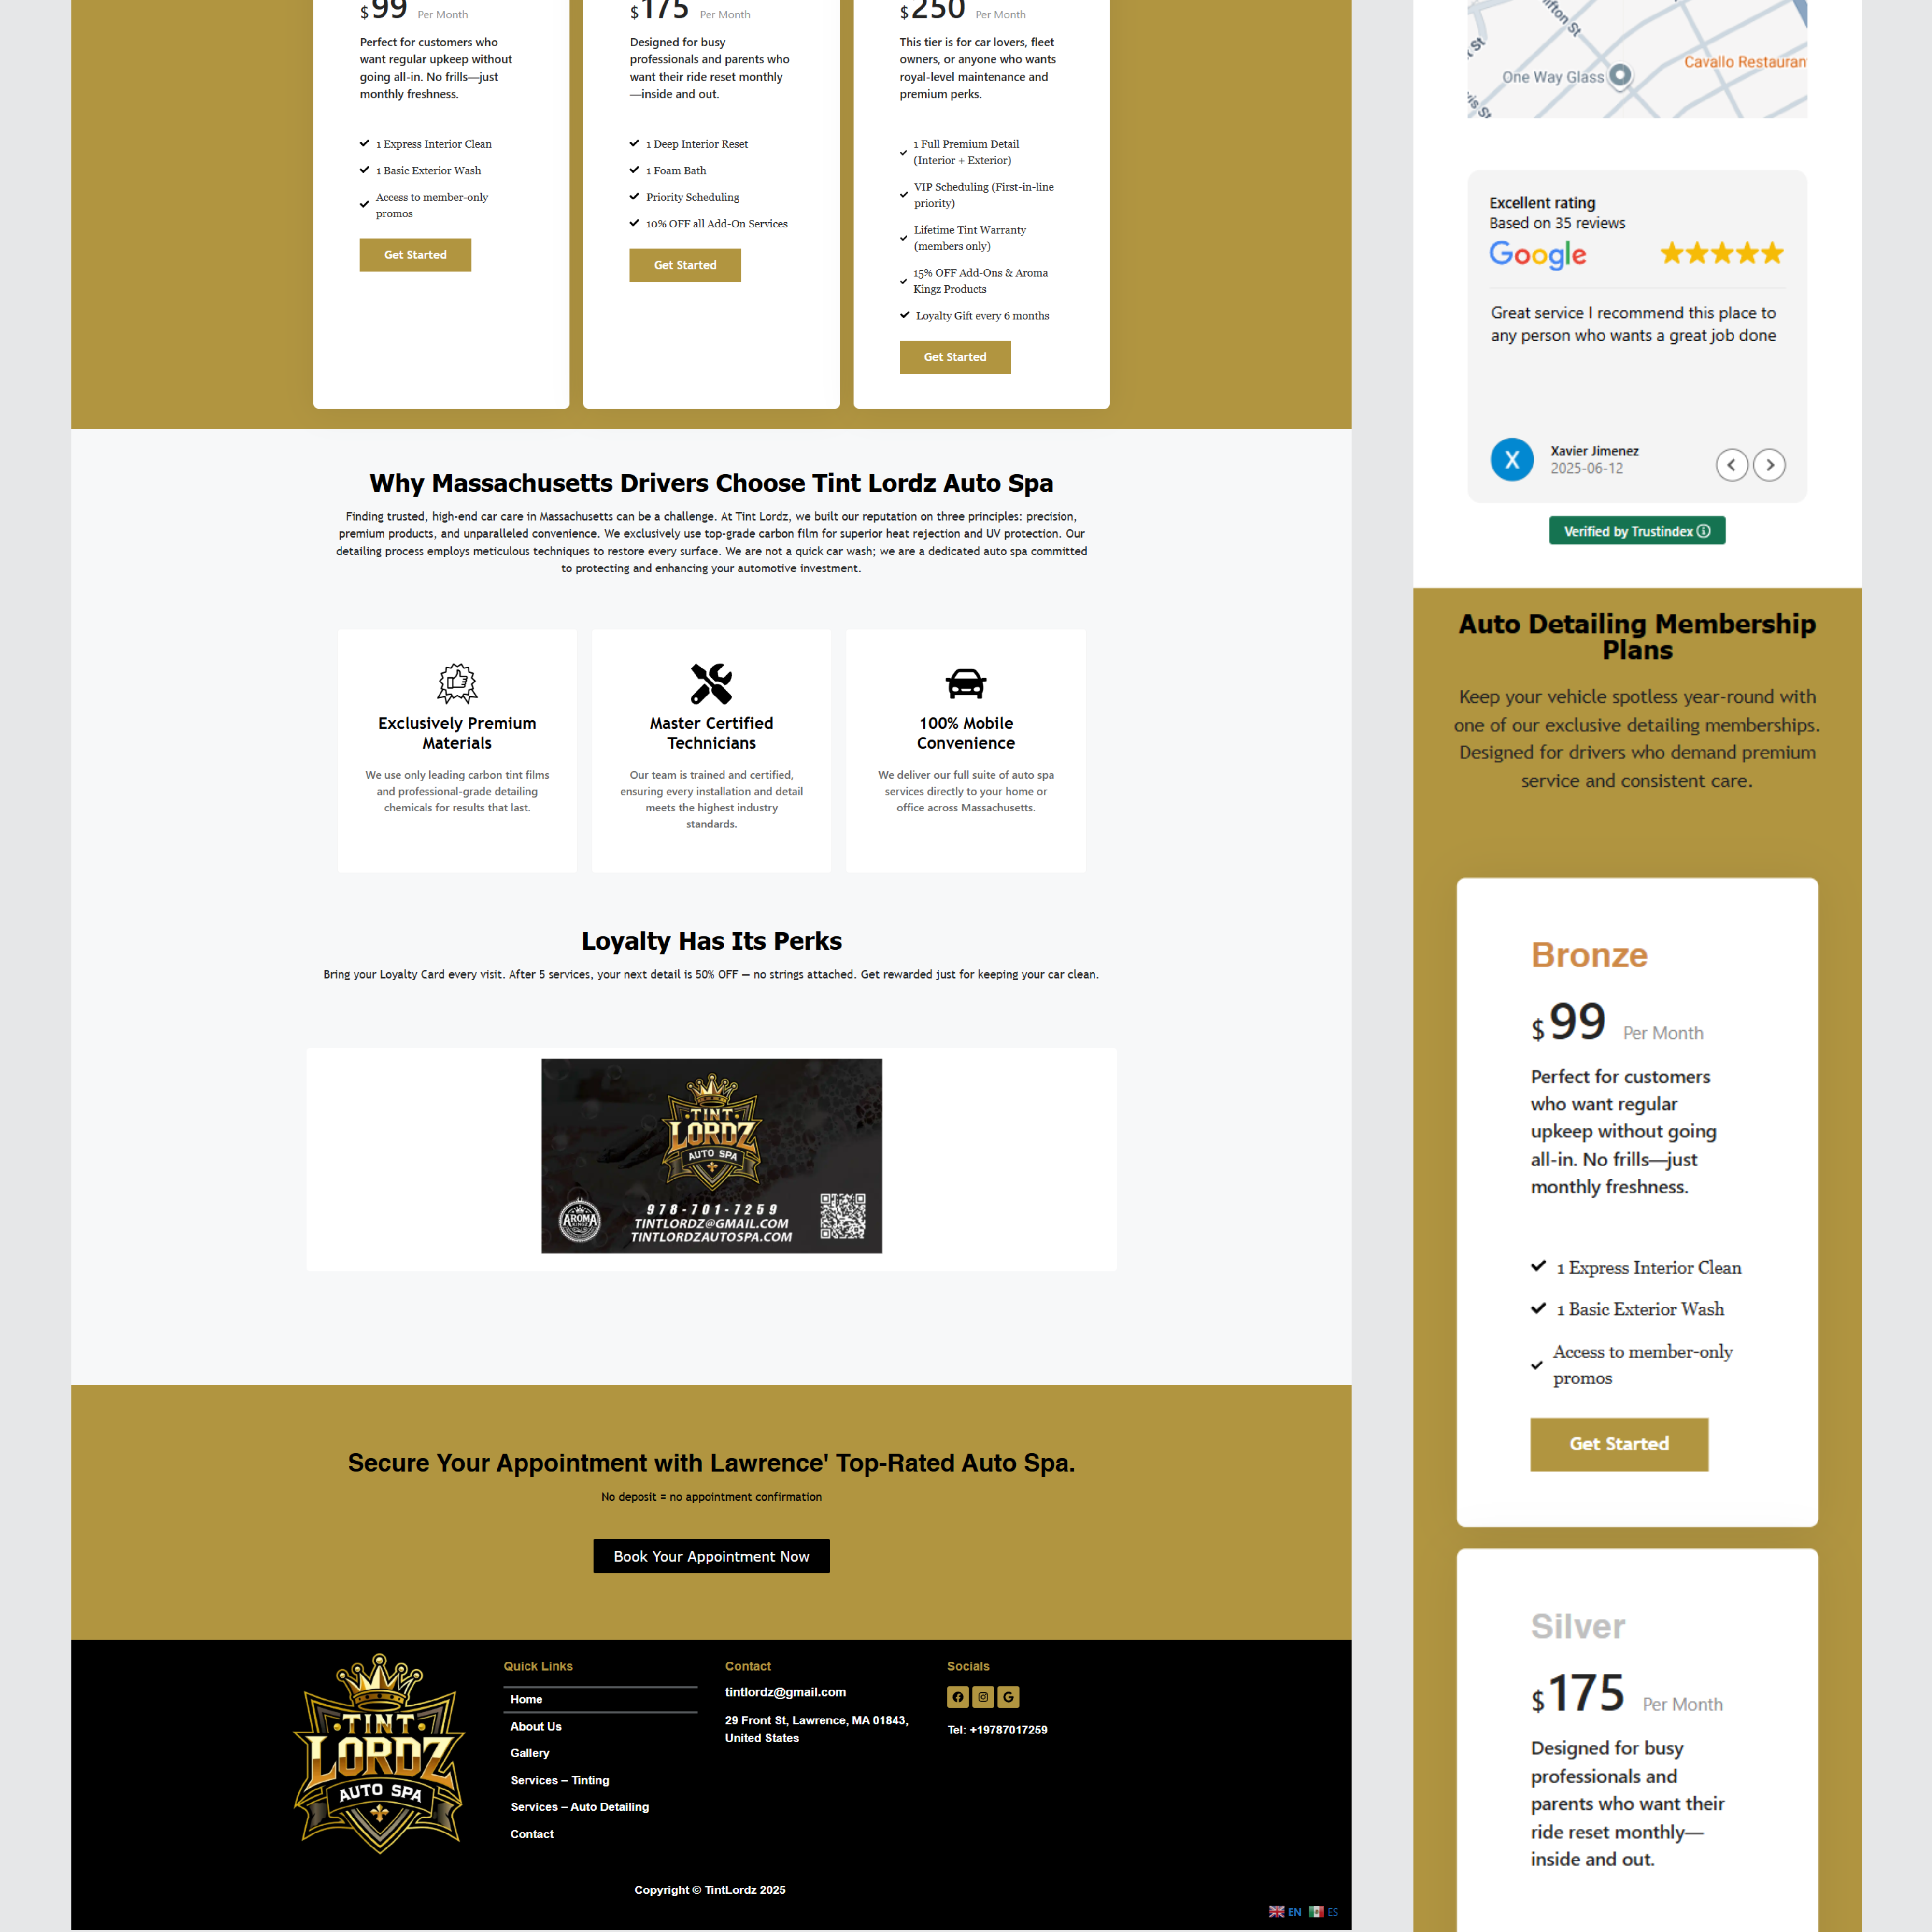 $99 Per Month
Perfect for customers who
want regular upkeep without
going all-in. No frills—just
monthly freshness.
1 Express Interior Clean
1 Basic Exterior Wash
Access to member-only
promos
Get Started
$175 Per Month
Designed for busy
professionals and parents who
want their ride reset monthly
—inside and out.
1 Deep Interior Reset
1 Foam Bath
Priority Scheduling
10% OFF all Add-On Services
Get Started
$250 Per Month
This tier is for car lovers, fleet
owners, or anyone who wants
royal-level maintenance and
premium perks.
1 Full Premium Detail
(Interior + Exterior)
VIP Scheduling (First-in-line
priority)
Lifetime Tint Warranty
(members only)
15% OFF Add-Ons & Aroma
Kingz Products
Loyalty Gift every 6 months
Get Started
Why Massachusetts Drivers Choose Tint Lordz Auto Spa
Finding trusted, high-end car care in Massachusetts can be a challenge. At Tint Lordz, we built our reputation on three principles: precision,
premium products, and unparalleled convenience. We exclusively use top-grade carbon film for superior heat rejection and UV protection. Our
detailing process employs meticulous techniques to restore every surface. We are not a quick car wash; we are a dedicated auto spa committed
to protecting and enhancing your automotive investment.
Exclusively Premium
Materials
We use only leading carbon tint films
and professional-grade detailing
chemicals for results that last.
Master Certified
Technicians
Our team is trained and certified,
ensuring every installation and detail
meets the highest industry
standards.
100% Mobile
Convenience
We deliver our full suite of auto spa
services directly to your home or
office across Massachusetts.
Loyalty Has Its Perks
Bring your Loyalty Card every visit. After 5 services, your next detail is 50% OFF — no strings attached. Get rewarded just for keeping your car clean.
TINT
LORDZ
AUTO SPA
AROMA
978-701-7259
TINTLORDZ@GMAIL.COM
TINTLORDZAUTOSPA.COM
Secure Your Appointment with Lawrence' Top-Rated Auto Spa.
No deposit = no appointment confirmation
Book Your Appointment Now
TINT
LORDZ
AUTO SPA
Quick Links
Home
About Us
Gallery
Services – Tinting
Services – Auto Detailing
Contact
Contact
tintlordz@gmail.com
29 Front St, Lawrence, MA 01843,
United States
Socials
Tel: +19787017259
Copyright © TintLordz 2025
EN ES
St
One Way Glass
Cavallo Restauran
Excellent rating
Based on 35 reviews
Google
Great service I recommend this place to
any person who wants a great job done
X
Xavier Jimenez
2025-06-12
Verified by Trustindex
Auto Detailing Membership
Plans
Keep your vehicle spotless year-round with
one of our exclusive detailing memberships.
Designed for drivers who demand premium
service and consistent care.
Bronze
$99 Per Month
Perfect for customers
who want regular
upkeep without going
all-in. No frills—just
monthly freshness.
1 Express Interior Clean
1 Basic Exterior Wash
Access to member-only
promos
Get Started
Silver
$175 Per Month
Designed for busy
professionals and
parents who want their
ride reset monthly—
inside and out.